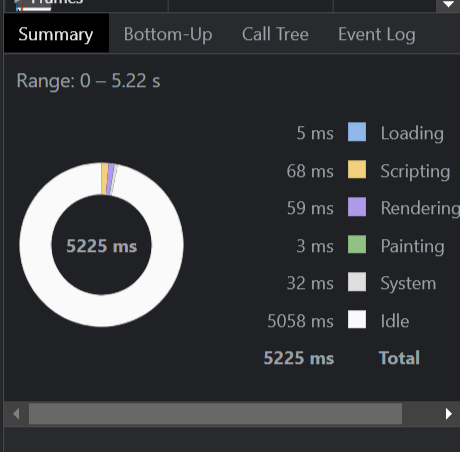 Frames
Summary Bottom-Up Call Tree Event Log
Range: 0 – 5.22 s
5 ms Loading
68 ms Scripting
59 ms Rendering
5225 ms
3 ms Painting
32 ms System
5058 ms Idle
5225 ms Total